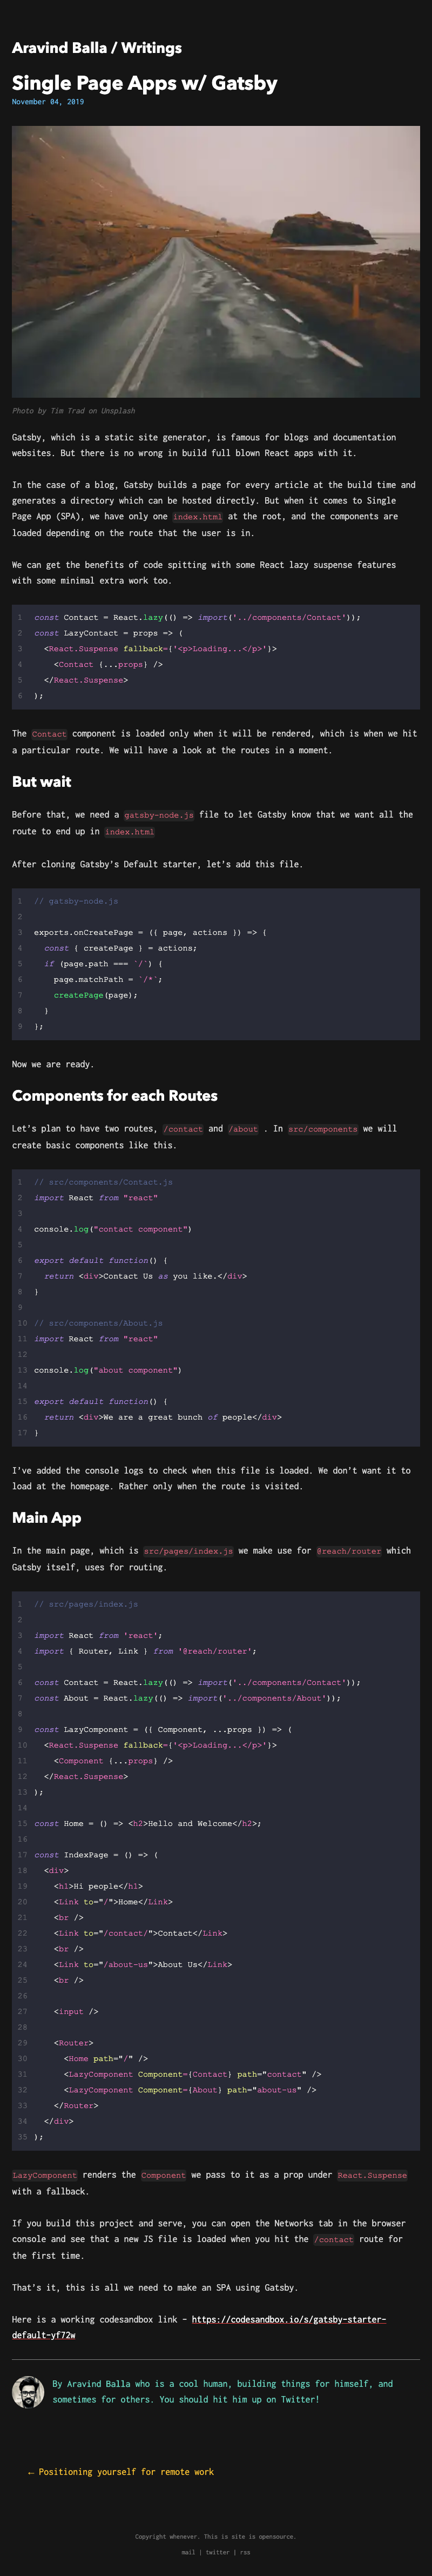 Aravind Balla / Writings
Single Page Apps w/ Gatsby
November 04, 2019
Photo by Tim Trad on Unsplash
Gatsby, which is a static site generator, is famous for blogs and documentation
websites. But there is no wrong in build full blown React apps with it.
In the case of a blog, Gatsby builds a page for every article at the build time and
generates a directory which can be hosted directly. But when it comes to Single
Page App (SPA), we have only one index.html at the root, and the components are
loaded depending on the route that the user is in.
We can get the benefits of code spitting with some React lazy suspense features
with some minimal extra work too.
1 const Contact = React.lazy(() => import('../components/Contact'));
2 const LazyContact = props => (
3   <React.Suspense fallback={'<p>Loading...</p>'}>
4     <Contact {...props} />
5   </React.Suspense>
6 );
The Contact component is loaded only when it will be rendered, which is when we hit
a particular route. We will have a look at the routes in a moment.
But wait
Before that, we need a gatsby-node.js file to let Gatsby know that we want all the
route to end up in index.html
After cloning Gatsby's Default starter, let's add this file.
1 // gatsby-node.js
2
3 exports.onCreatePage = ({ page, actions }) => {
4   const { createPage } = actions;
5   if (page.path === `/`) {
6     page.matchPath = `/*`;
7     createPage(page);
8   }
9 };
Now we are ready.
Components for each Routes
Let's plan to have two routes, /contact and /about . In src/components we will
create basic components like this.
1 // src/components/Contact.js
2 import React from "react"
3
4 console.log("contact component")
5
6 export default function() {
7   return <div>Contact Us as you like.</div>
8 }
9
10 // src/components/About.js
11 import React from "react"
12
13 console.log("about component")
14
15 export default function() {
16   return <div>We are a great bunch of people</div>
17 }
I've added the console logs to check when this file is loaded. We don't want it to
load at the homepage. Rather only when the route is visited.
Main App
In the main page, which is src/pages/index.js we make use for @reach/router which
Gatsby itself, uses for routing.
1 // src/pages/index.js
2
3 import React from 'react';
4 import { Router, Link } from '@reach/router';
5
6 const Contact = React.lazy(() => import('../components/Contact'));
7 const About = React.lazy(() => import('../components/About'));
8
9 const LazyComponent = ({ Component, ...props }) => (
10   <React.Suspense fallback={'<p>Loading...</p>'}>
11     <Component {...props} />
12   </React.Suspense>
13 );
14
15 const Home = () => <h2>Hello and Welcome</h2>;
16
17 const IndexPage = () => (
18   <div>
19     <h1>Hi people</h1>
20     <Link to="/">Home</Link>
21     <br />
22     <Link to="/contact/">Contact</Link>
23     <br />
24     <Link to="/about-us">About Us</Link>
25     <br />
26
27     <input />
28
29     <Router>
30       <Home path="/" />
31       <LazyComponent Component={Contact} path="contact" />
32       <LazyComponent Component={About} path="about-us" />
33     </Router>
34   </div>
35 );
LazyComponent renders the Component we pass to it as a prop under React.Suspense
with a fallback.
If you build this project and serve, you can open the Networks tab in the browser
console and see that a new JS file is loaded when you hit the /contact route for
the first time.
That's it, this is all we need to make an SPA using Gatsby.
Here is a working codesandbox link - https://codesandbox.io/s/gatsby-starter-
default-yf72w
By Aravind Balla who is a cool human, building things for himself, and
sometimes for others. You should hit him up on Twitter!
← Positioning yourself for remote work
Copyright whenever. This is site is opensource.
mail | twitter | rss